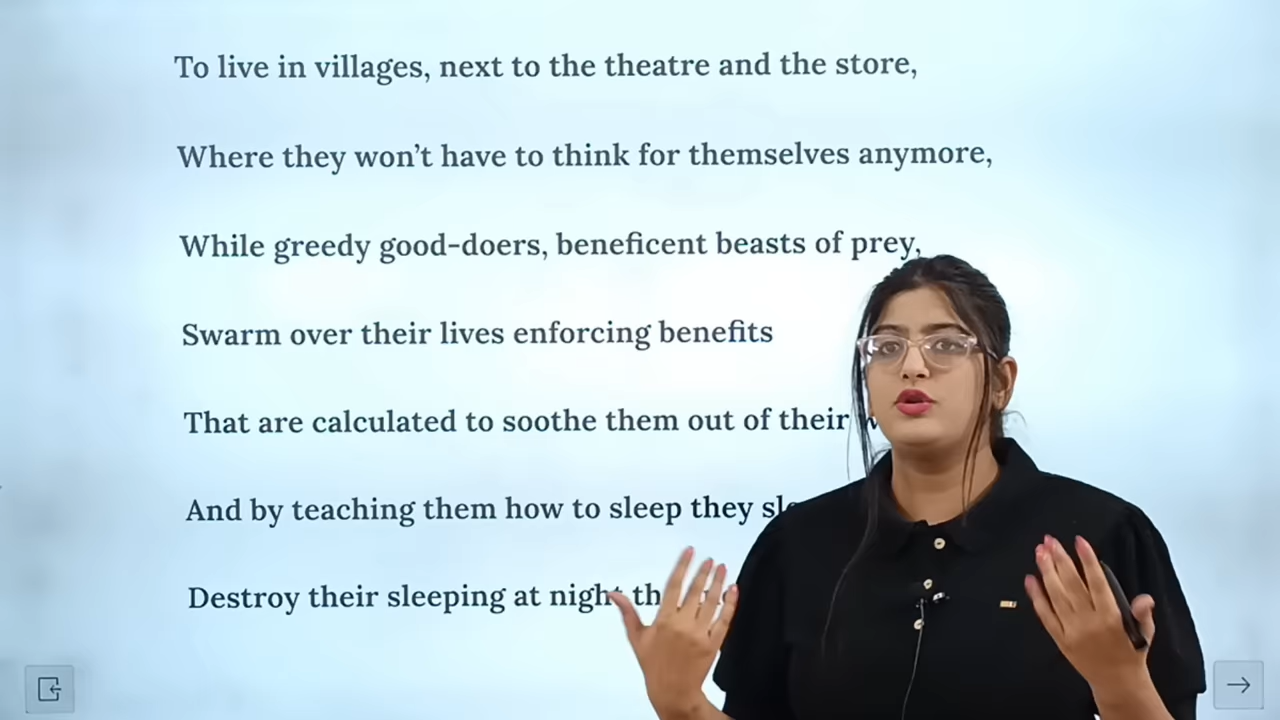 To live in villages, next to the theatre and the store,
Where they won't have to think for themselves anymore,
While greedy good-doers, beneficent beasts of prey,
Swarm over their lives enforcing benefits
That are calculated to soothe them out of their
And by teaching them how to sleep they
Destroy their sleeping at night